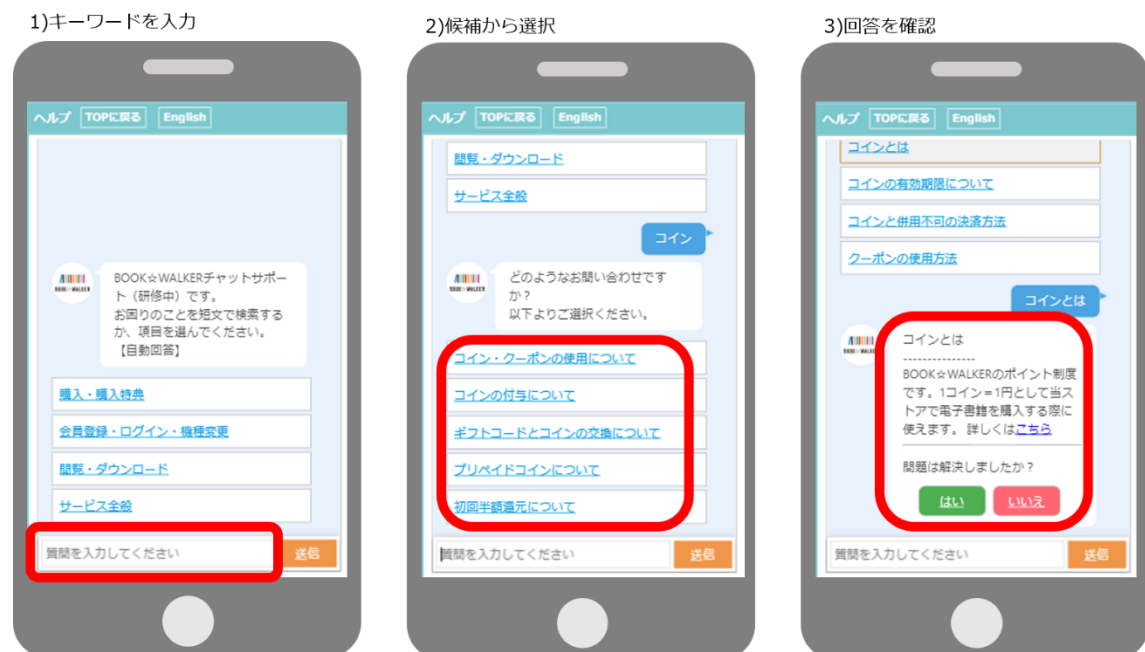 1)キーワードを入力
ヘルプ TOPに戻る English
BOOK☆WALKER
BOOK☆WALKERチャットサポー
ト（研修中）です。
お困りのことを短文で検索する
か、項目を選んでください。
【自動回答】
購入・購入特典
会員登録・ログイン・機種変更
閲覧・ダウンロード
サービス全般
質問を入力してください 送信
2)候補から選択
ヘルプ TOPに戻る English
閲覧・ダウンロード
サービス全般
コイン
BOOK☆WALKER
どのようなお問い合わせです
か？
以下よりご選択ください。
コイン・クーポンの使用について
コインの付与について
ギフトコードとコインの交換について
プリペイドコインについて
初回半額還元について
質問を入力してください 送信
3)回答を確認
ヘルプ TOPに戻る English
コインとは
コインの有効期限について
コインと併用不可の決済方法
クーポンの使用方法
コインとは
BOOK☆WALKER
コインとは
---------------
BOOK☆WALKERのポイント制度
です。1コイン＝1円として当ス
トアで電子書籍を購入する際に
使えます。 詳しくはこちら
問題は解決しましたか？
はい いいえ
質問を入力してください 送信